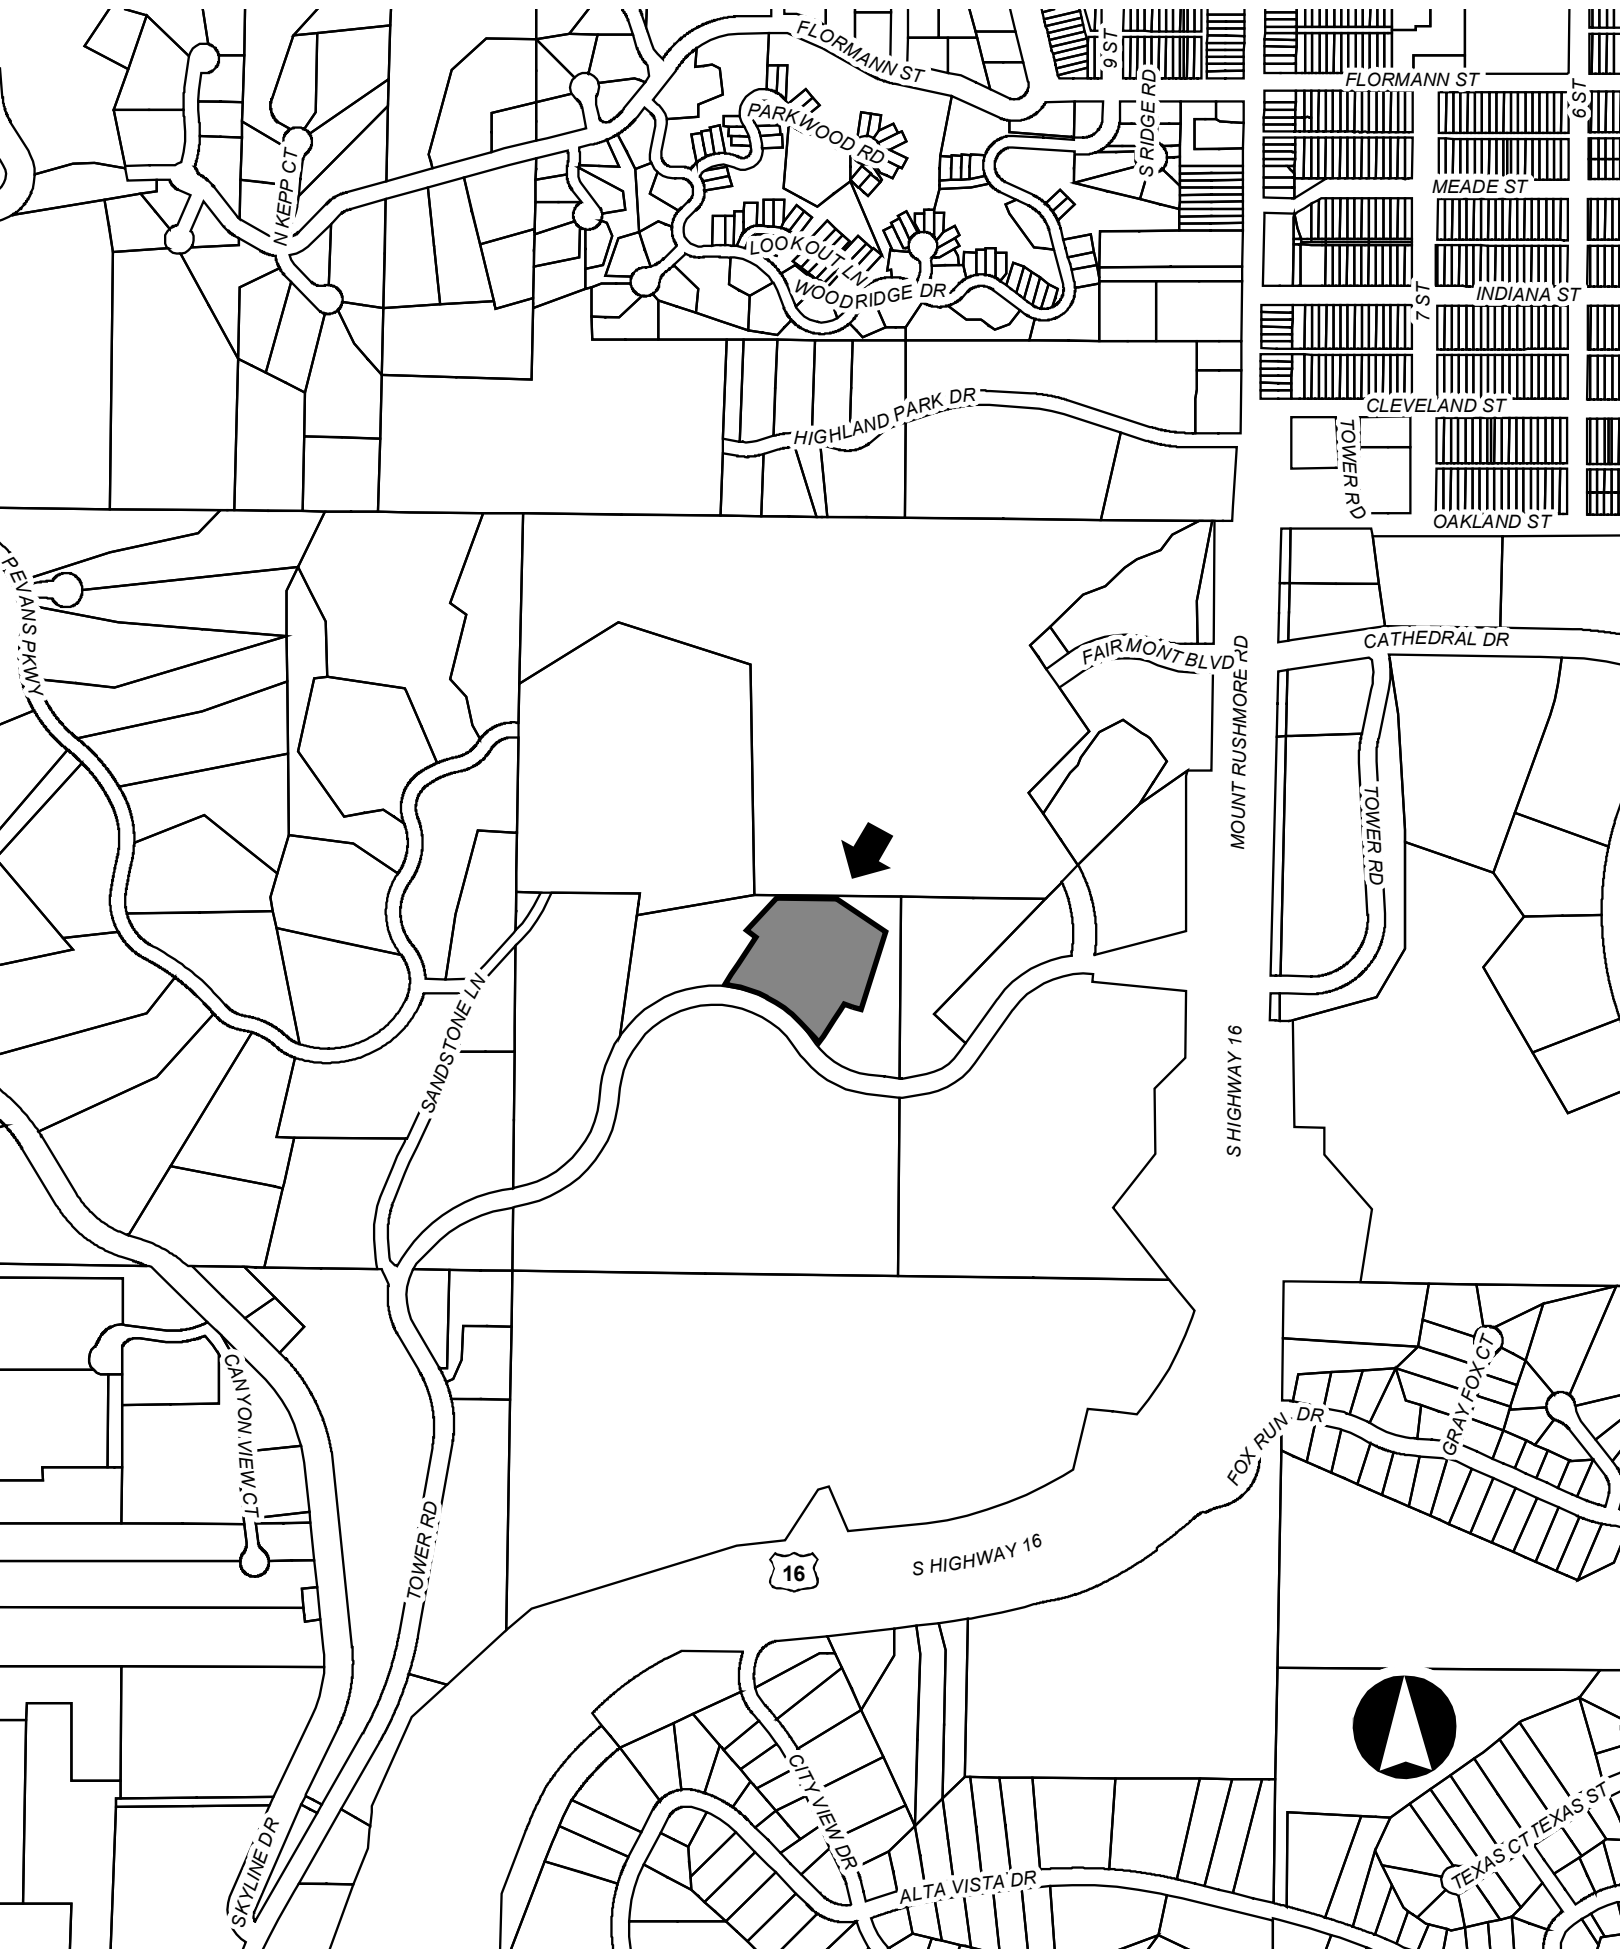 FLORMANN ST
9 ST
S RIDGE RD
FLORMANN ST
6 ST
PARKWOOD RD
N KEPP CT
MEADE ST
LOOKOUT LN
WOODRIDGE DR
7 ST
INDIANA ST
HIGHLAND PARK DR
CLEVELAND ST
TOWER RD
OAKLAND ST
PEVANS PKWY
FAIRMONT BLVD
MOUNT RUSHMORE RD
CATHEDRAL DR
TOWER RD
SANDSTONE LN
S HIGHWAY 16
CANYON VIEW CT
TOWER RD
GRAY FOX CT
FOX RUN DR
16
S HIGHWAY 16
SKYLINE DR
CITY VIEW DR
ALTA VISTA DR
TEXAS CT
TEXAS ST